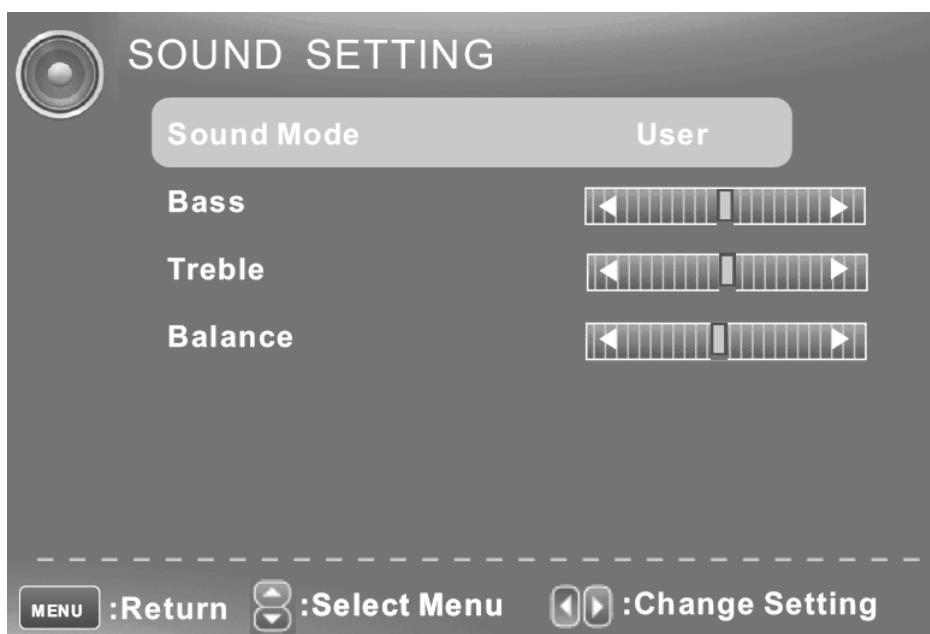 SOUND SETTING
Sound Mode User
Bass
Treble
Balance
MENU :Return :Select Menu :Change Setting